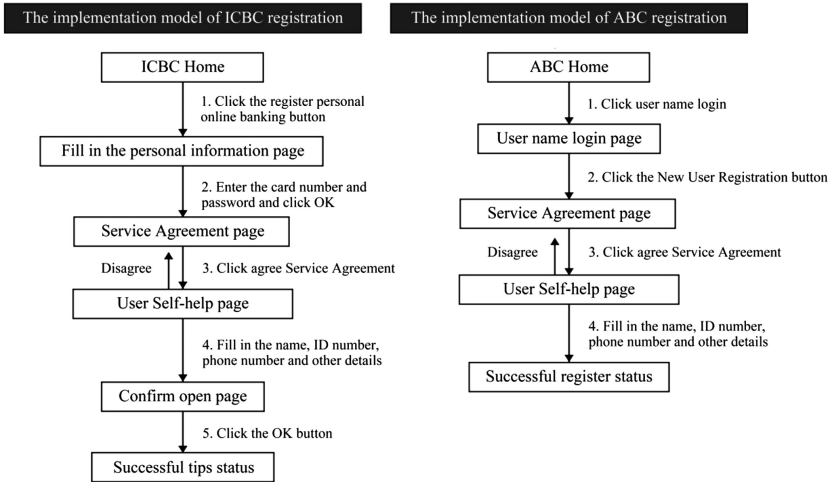 The implementation model of ICBC registration
ICBC Home
1. Click the register personal
online banking button
Fill in the personal information page
2. Enter the card number and
password and click OK
Service Agreement page
Disagree
3. Click agree Service Agreement
User Self-help page
4. Fill in the name, ID number,
phone number and other details
Confirm open page
5. Click the OK button
Successful tips status
The implementation model of ABC registration
ABC Home
1. Click user name login
User name login page
2. Click the New User Registration button
Service Agreement page
Disagree
3. Click agree Service Agreement
User Self-help page
4. Fill in the name, ID number,
phone number and other details
Successful register status